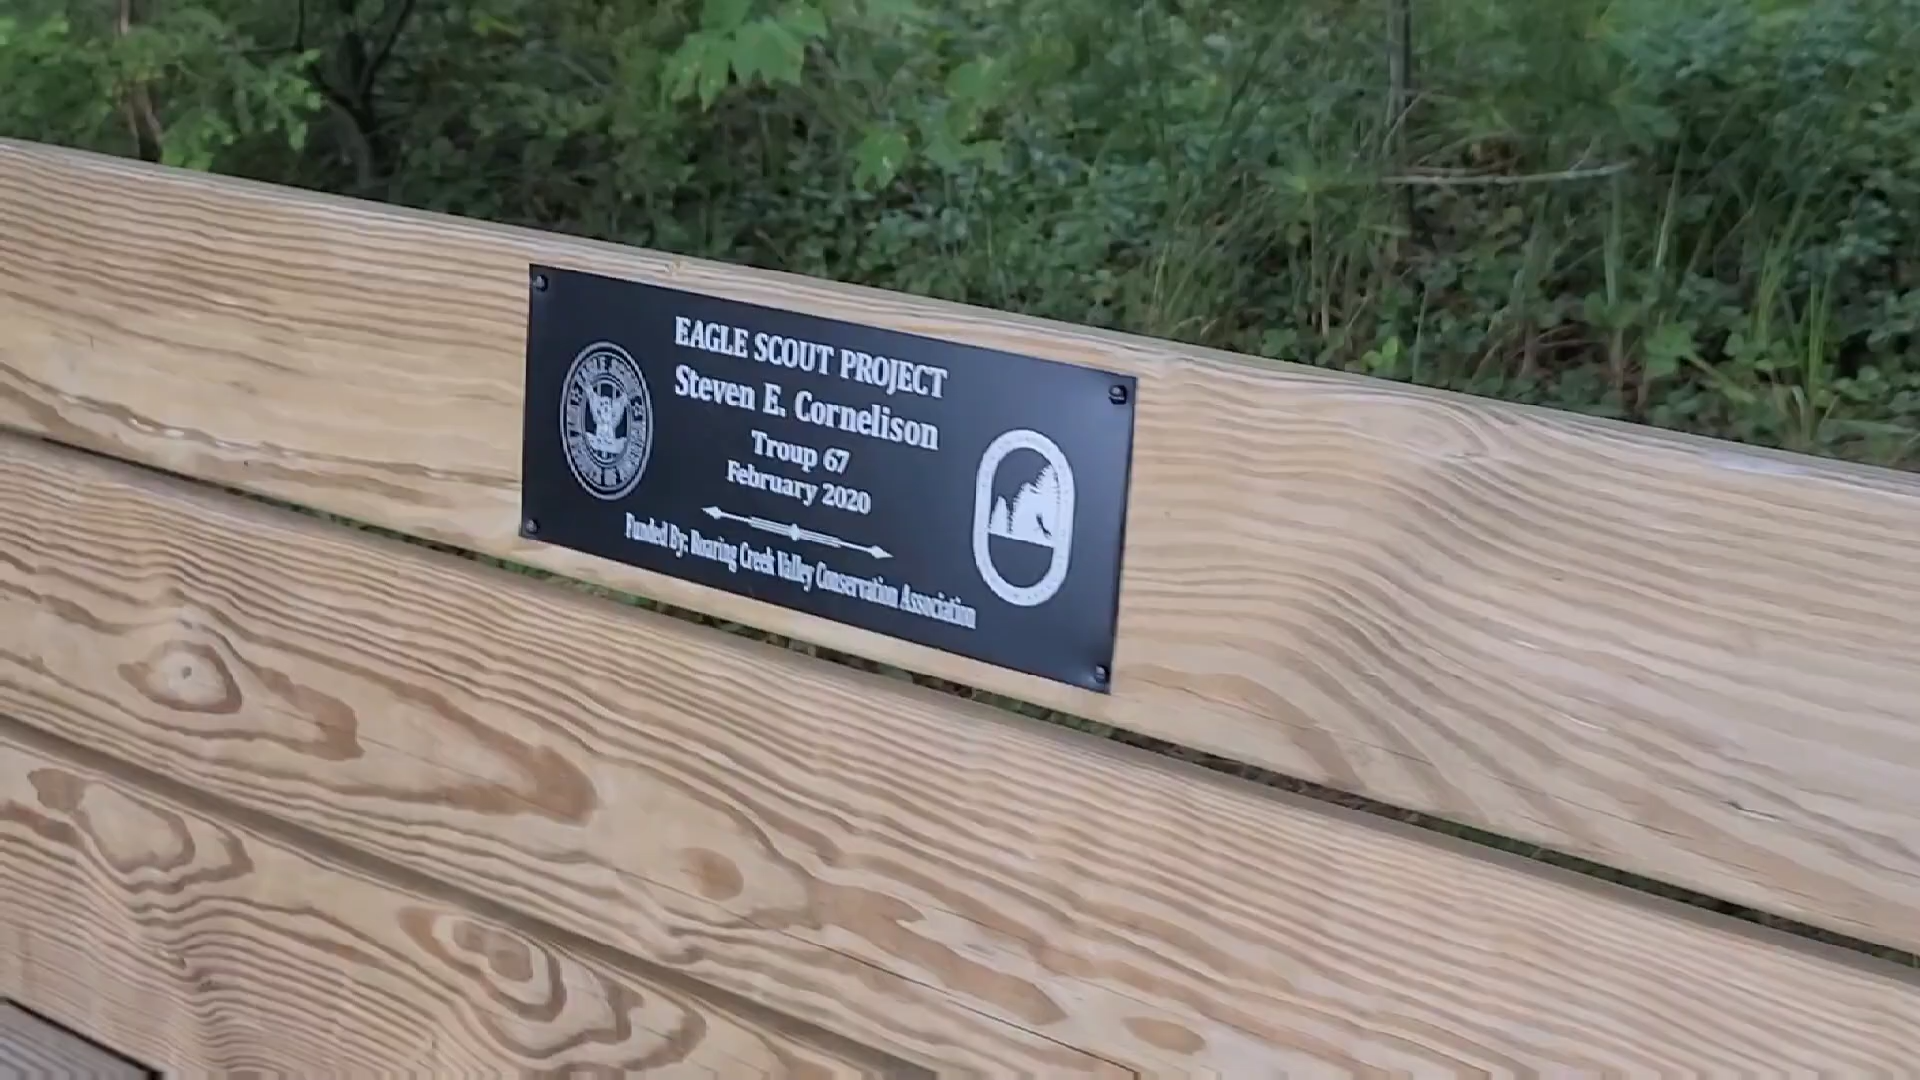 EAGLE SCOUT PROJECT
Steven E. Cornelison
Troup 67
February 2020
Funded By: Roaring Creek Valley Conservation Association